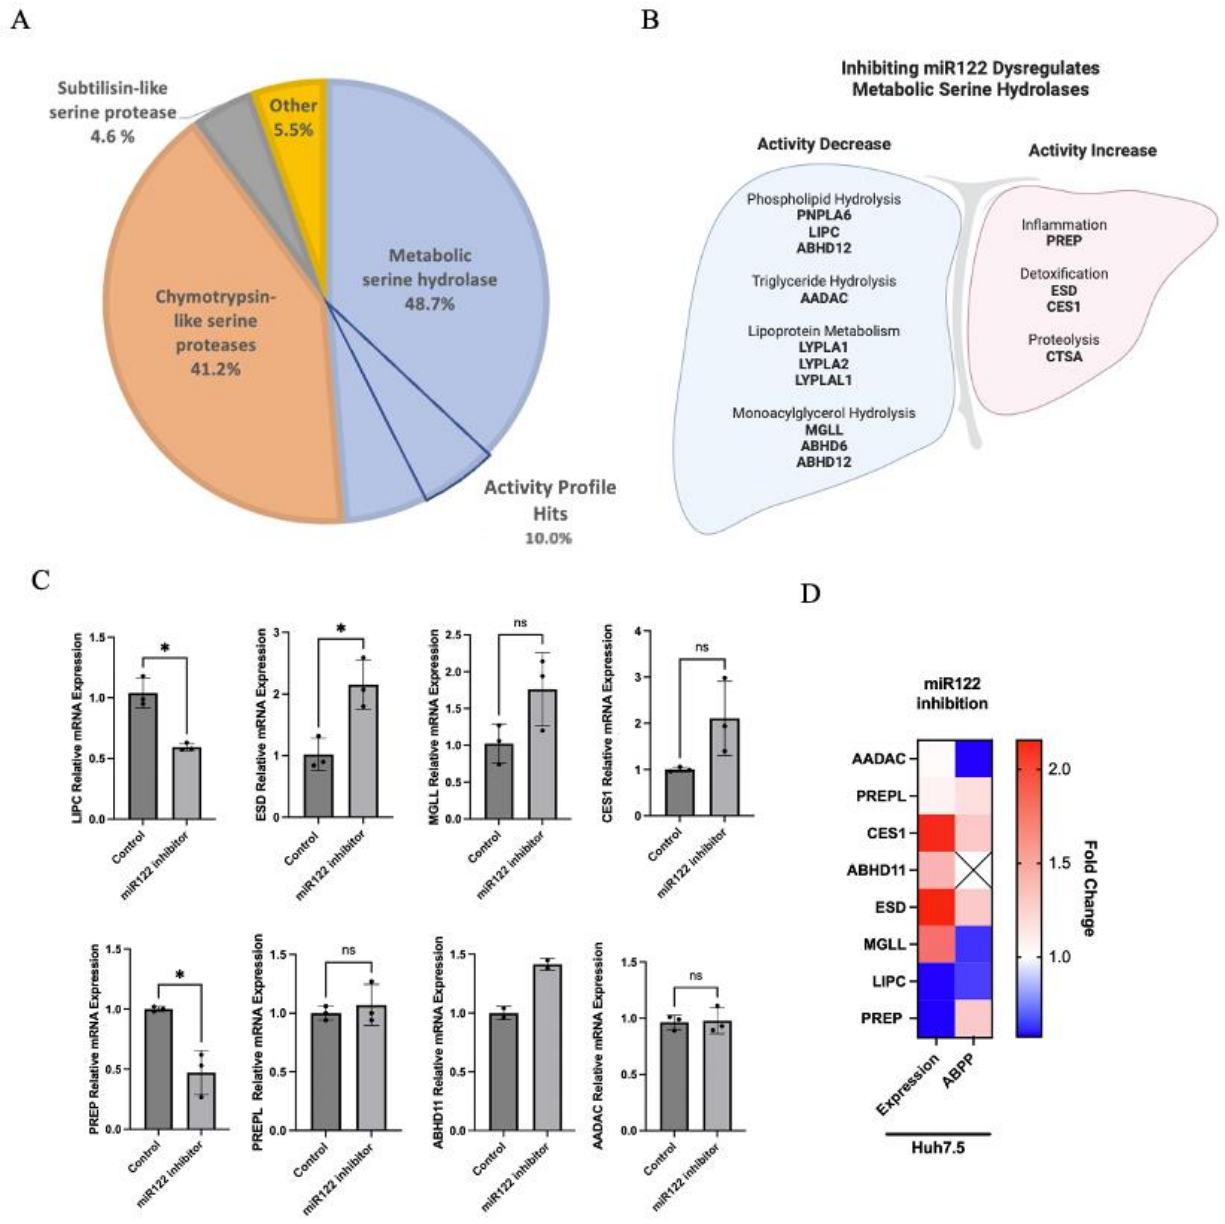 A
Subtilisin-like
serine protease
4.6 %
Other
5.5%
Metabolic
serine hydrolase
48.7%
Chymotrypsin-
like serine
proteases
41.2%
Activity Profile
Hits
10.0%
B
Inhibiting miR122 Dysregulates
Metabolic Serine Hydrolases
Activity Decrease
Phospholipid Hydrolysis
PNPLA6
LIPC
ABHD12
Triglyceride Hydrolysis
AADAC
Lipoprotein Metabolism
LYPLA1
LYPLA2
LYPLAL1
Monoacylglycerol Hydrolysis
MGLL
ABHD6
ABHD12
Activity Increase
Inflammation
PREP
Detoxification
ESD
CES1
Proteolysis
CTSA
C
LIPC Relative mRNA Expression
1.5
1.0
0.5
0.0
*
Control
miR122 inhibitor
ESD Relative mRNA Expression
3
2
1
0
*
Control
miR122 inhibitor
MGLL Relative mRNA Expression
2.5
2.0
1.5
1.0
0.5
0.0
ns
Control
miR122 inhibitor
CES1 Relative mRNA Expression
4
3
2
1
0
ns
Control
miR122 inhibitor
PREP Relative mRNA Expression
1.5
1.0
0.5
0.0
*
Control
miR122 inhibitor
PREPL Relative mRNA Expression
1.5
1.0
0.5
0.0
ns
Control
miR122 inhibitor
ABHD11 Relative mRNA Expression
1.5
1.0
0.5
0.0
Control
miR122 inhibitor
AADAC Relative mRNA Expression
1.5
1.0
0.5
0.0
ns
Control
miR122 inhibitor
D
miR122
inhibition
AADAC
PREPL
CES1
ABHD11
ESD
MGLL
LIPC
PREP
Expression
ABPP
Huh7.5
2.0
1.5
1.0
Fold Change